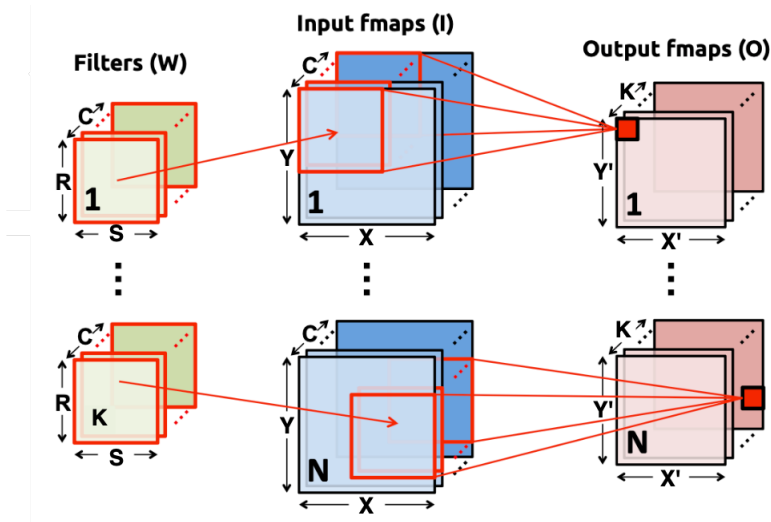 Input fmaps (I)
Filters (W)
Output fmaps (O)
C
R
1
S
C
Y
1
X
K
Y'
1
X'
C
R
K
S
C
Y
N
X
K
Y'
N
X'